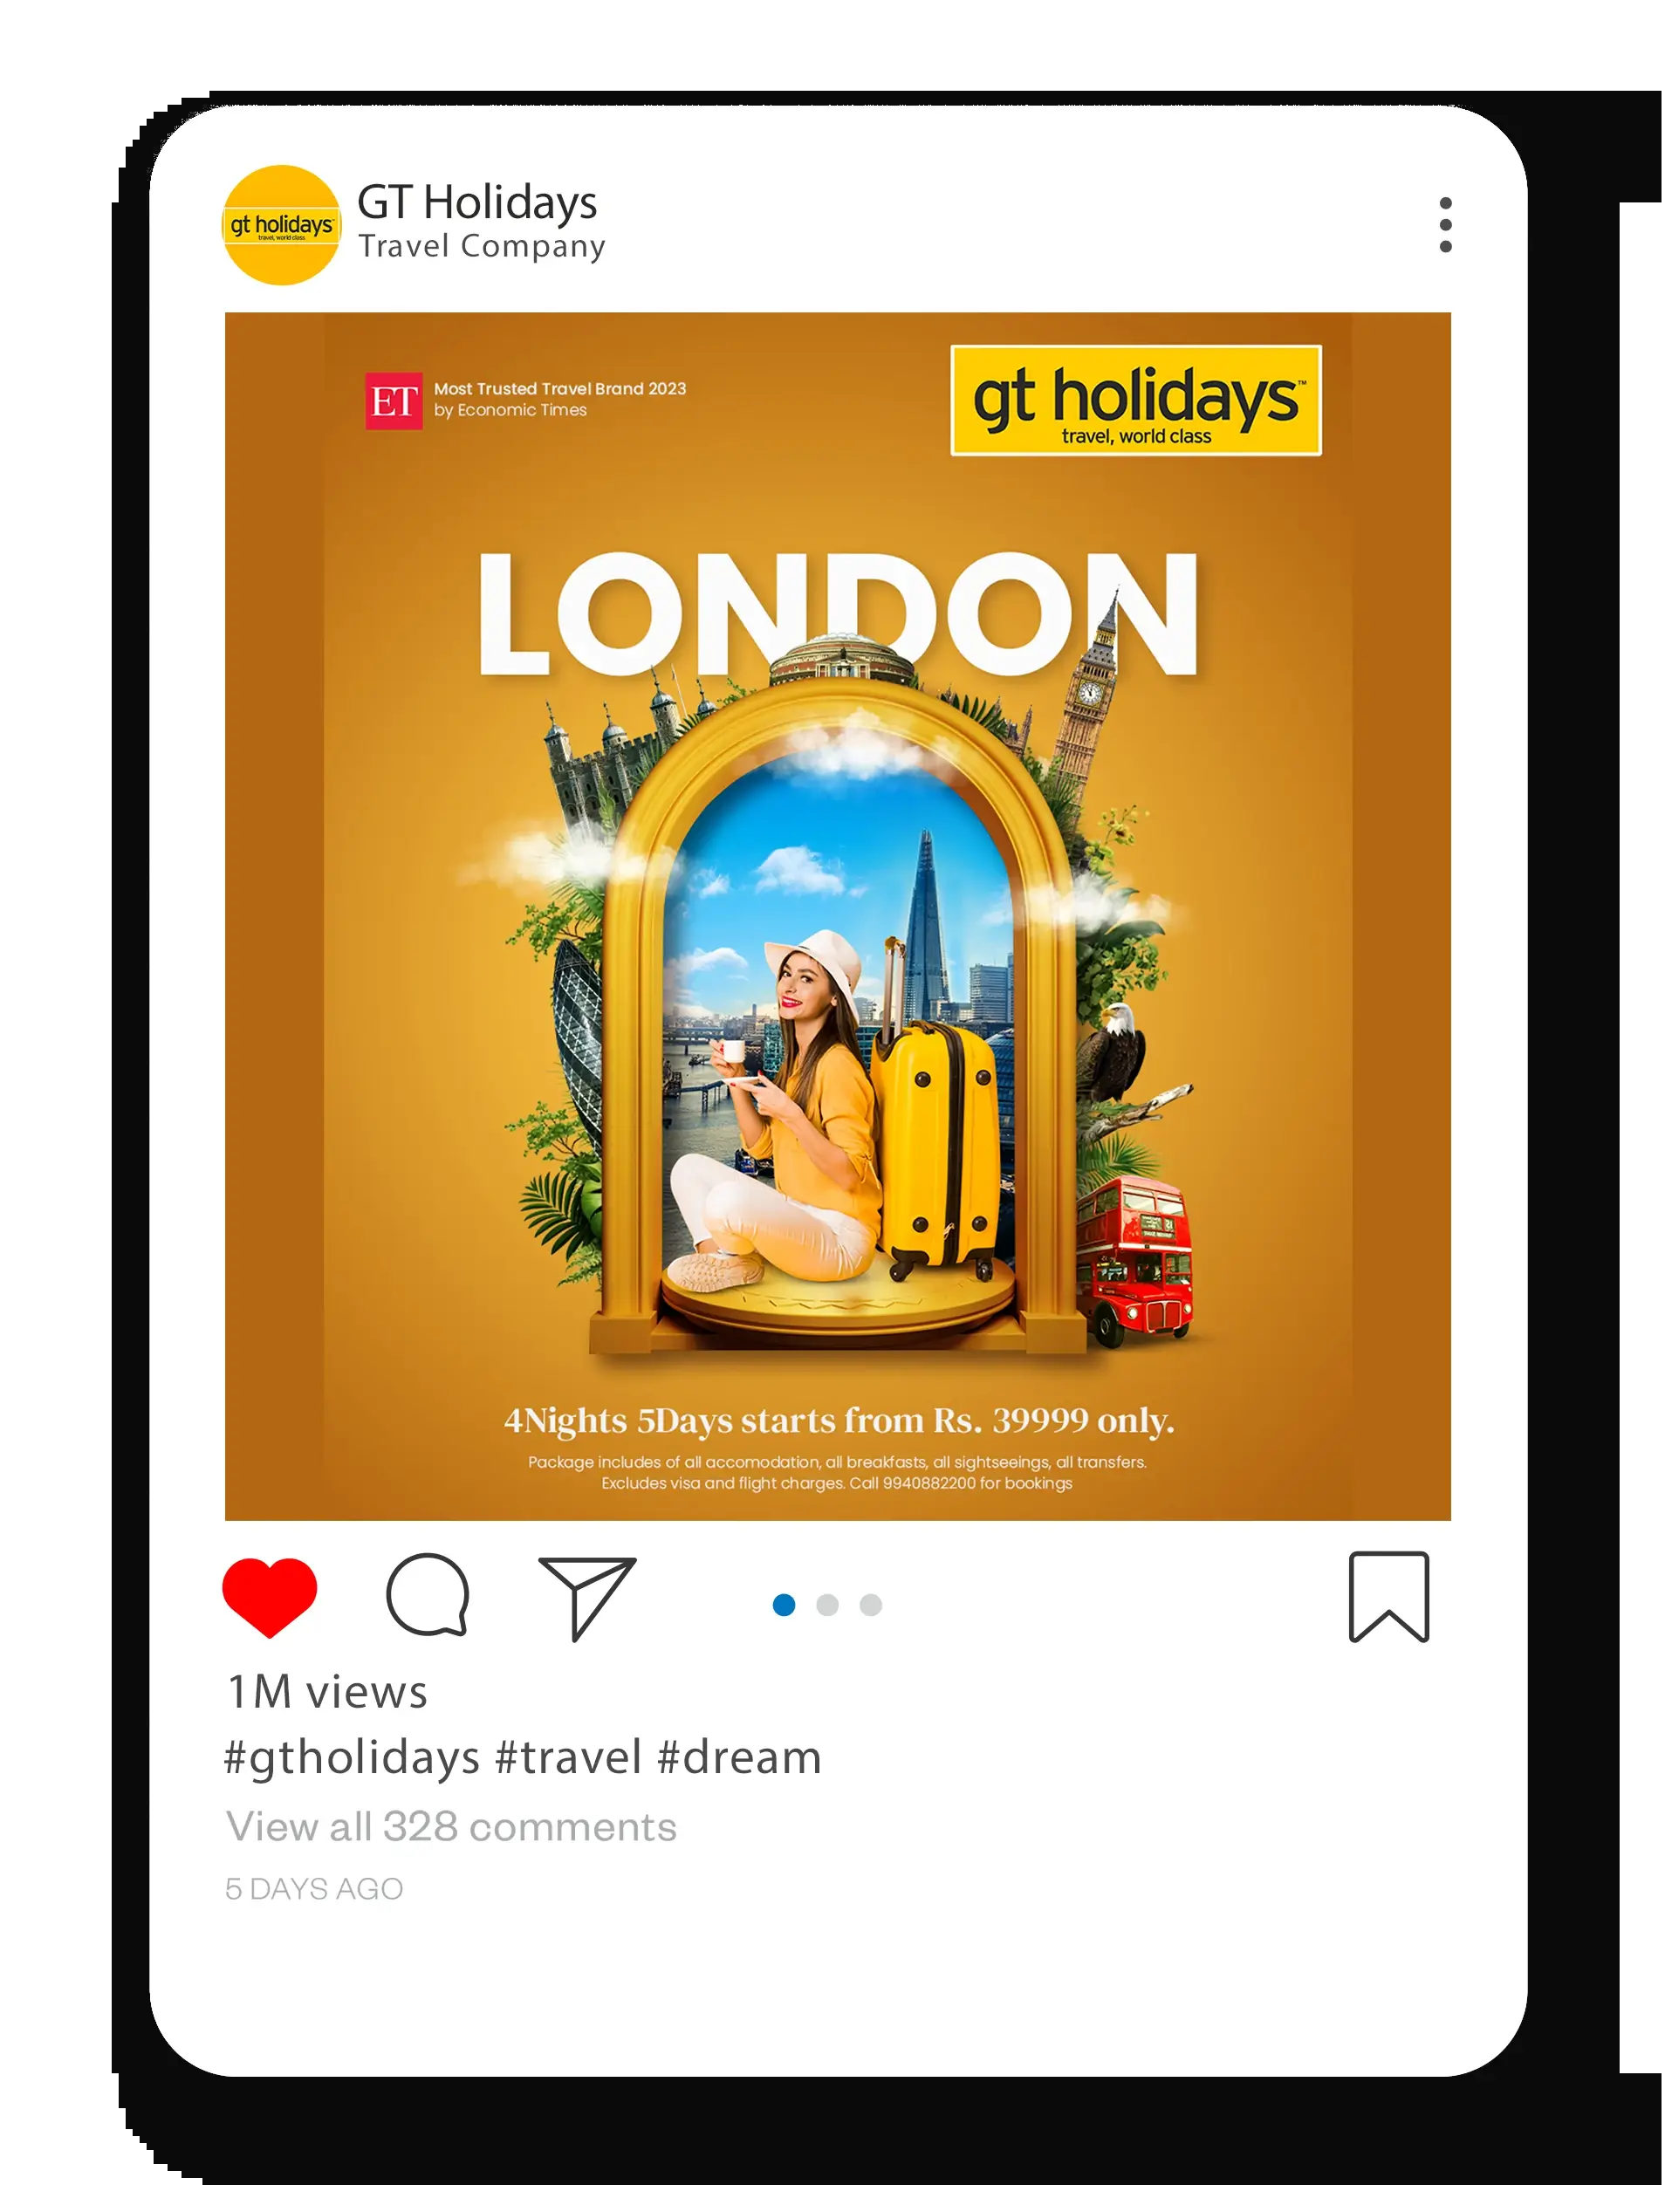 gt holidays
travel, world class
GT Holidays
Travel Company
ET
Most Trusted Travel Brand 2023
by Economic Times
gt holidays™
travel, world class
LONDON
4Nights 5Days starts from Rs. 39999 only.
Package includes of all accomodation, all breakfasts, all sightseeings, all transfers.
Excludes visa and flight charges. Call 9940882200 for bookings
1M views
#gtholidays #travel #dream
View all 328 comments
5 DAYS AGO